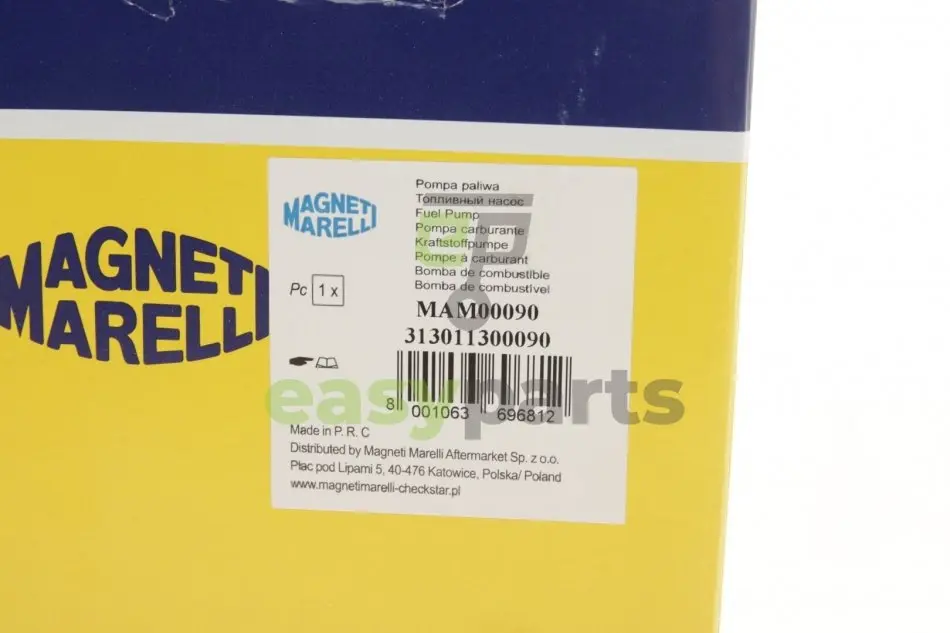 MAGNETI
MARELLI
MAGNETI
MARELLI
Pompa paliwa
Топливный насос
Fuel Pump
Pompa carburante
Kraftstoffpumpe
Pompe à carburant
Bomba de combustible
Bomba de combustível
Pc 1 x
MAM00090
313011300090
8 001063 696812
easyparts
Made in P. R. C
Distributed by Magneti Marelli Aftermarket Sp. z o.o.
Plac pod Lipami 5, 40-476 Katowice, Polska/ Poland
www.magnetimarelli-checkstar.pl